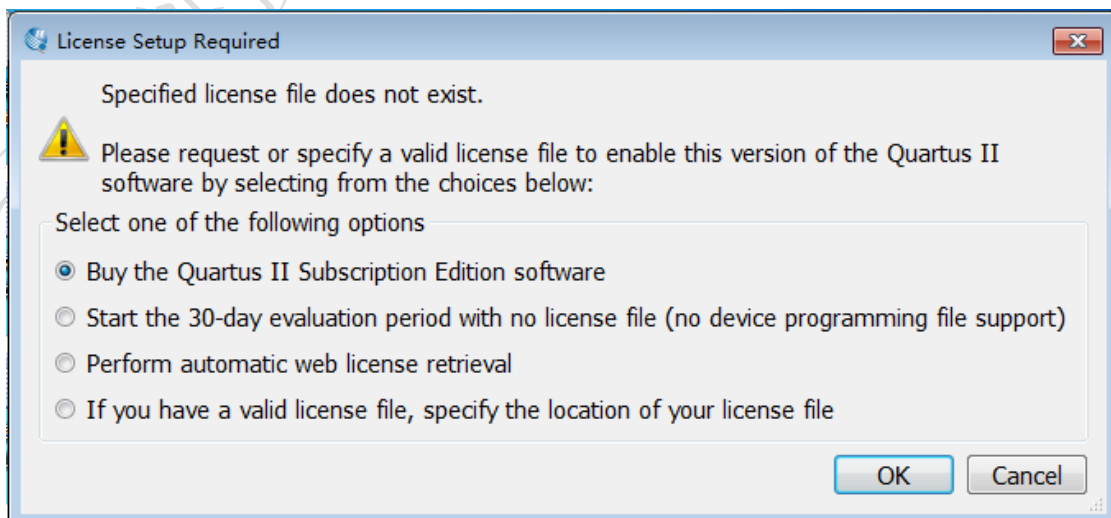 License Setup Required
Specified license file does not exist.
Please request or specify a valid license file to enable this version of the Quartus II
software by selecting from the choices below:
Select one of the following options
Buy the Quartus II Subscription Edition software
Start the 30-day evaluation period with no license file (no device programming file support)
Perform automatic web license retrieval
If you have a valid license file, specify the location of your license file
OK Cancel